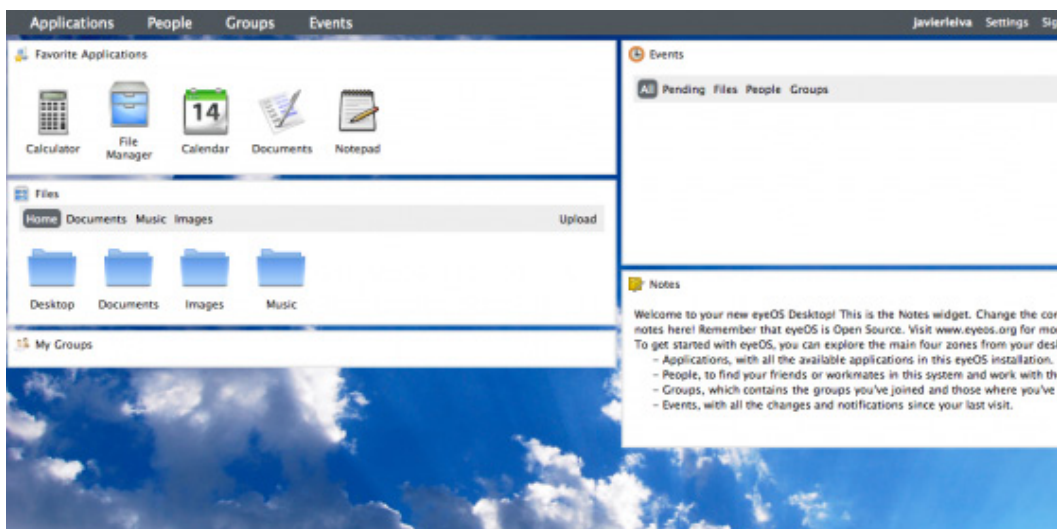 Applications People Groups Events
javierleiva Settings
Favorite Applications
14
Calculator
File
Manager
Calendar
Documents
Notepad
Files
Home Documents Music Images Upload
Desktop Documents Images Music
My Groups
Events
All Pending Files People Groups
Notes
Welcome to your new eyeOS Desktop! This is the Notes widget. Change the
notes here! Remember that eyeOS is Open Source. Visit www.eyeos.org for
To get started with eyeOS, you can explore the main four zones from your
- Applications, with all the available applications in this eyeOS installation.
- People, to find your friends or workmates in this system and work with
- Groups, which contains the groups you've joined and those where you've
- Events, with all the changes and notifications since your last visit.